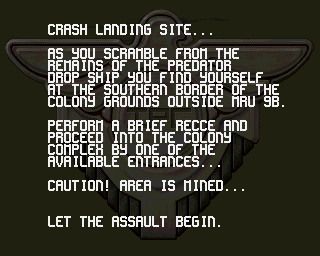 CRASH LANDING SITE...
AS YOU SCRAMBLE FROM THE
REMAINS OF THE PREDATOR
DROP SHIP YOU FIND YOURSELF
AT THE SOUTHERN BORDER OF THE
COLONY GROUNDS OUTSIDE MRU 9B.
PERFORM A BRIEF RECCE AND
PROCEED INTO THE COLONY
COMPLEX BY ONE OF THE
AVAILABLE ENTRANCES...
CAUTION! AREA IS MINED...
LET THE ASSAULT BEGIN.